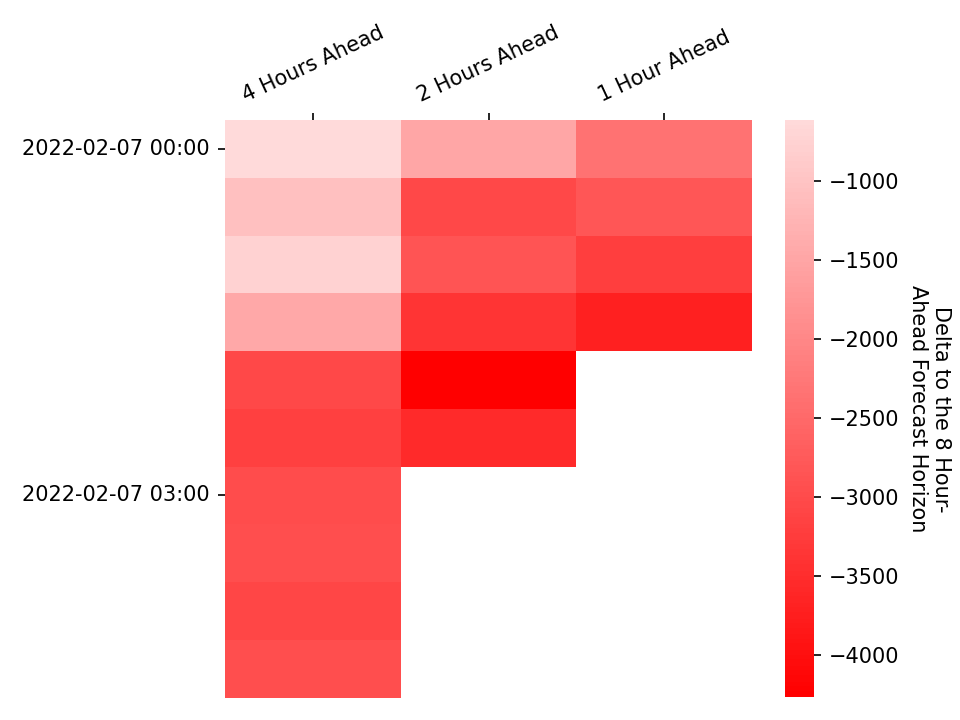 4 Hours Ahead
2 Hours Ahead
1 Hour Ahead
2022-02-07 00:00
2022-02-07 03:00
−1000
−1500
−2000
−2500
−3000
−3500
−4000
Delta to the 8 Hour-
Ahead Forecast Horizon